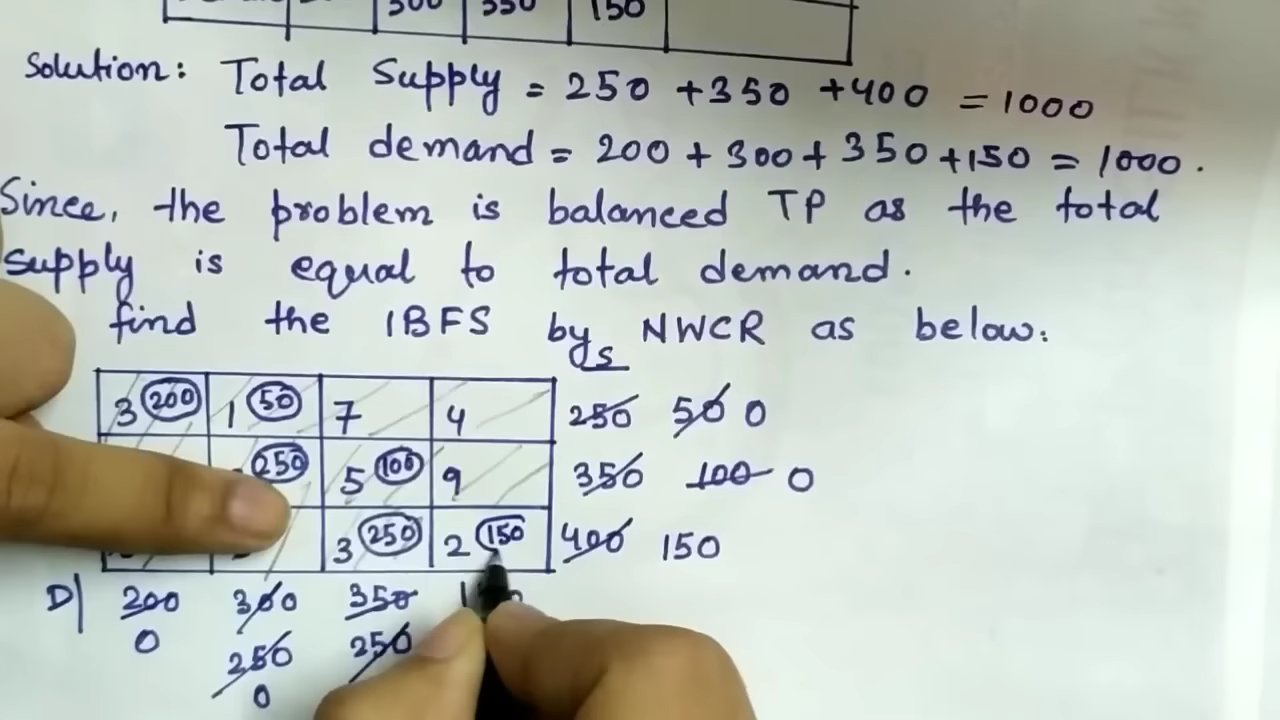 300 350 150
Solution: Total Supply = 250 + 350 + 400 = 1000
Total demand = 200 + 300 + 350 + 150 = 1000.
Since, the problem is balanced TP as the total
supply is equal to total demand.
find the IBFS by NWCR as below:
S
3 200 1 50 7 4 250 50 0
250 5 100 9 350 100 0
3 250 2 150 400 150
D 200 300 350
0 250 250
0